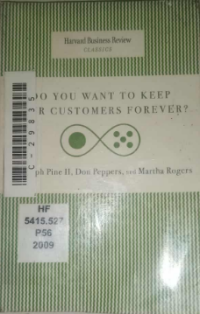 Harvard Business Review
CLASSICS
DO YOU WANT TO KEEP
R CUSTOMERS FOREVER?
ph Pine II, Don Peppers, and Martha Rogers
HF
5415.52
P56
2009